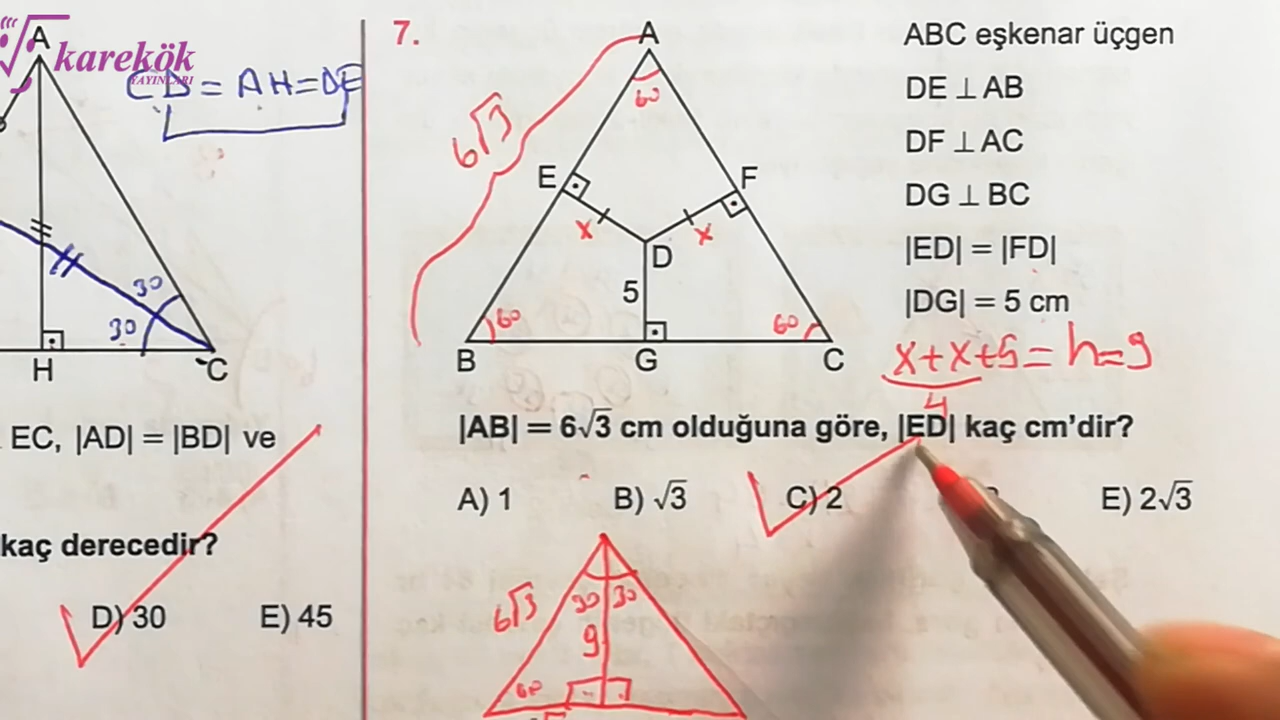 karekök
YAYINLARI
A
CD = AH = DE
30
30
H
C
EC, |AD| = |BD| ve
kaç derecedir?
D) 30 E) 45
7.
A
60
6√3
E
F
x
x
D
5
60
60
B
G
C
ABC eşkenar üçgen
DE ⊥ AB
DF ⊥ AC
DG ⊥ BC
|ED| = |FD|
|DG| = 5 cm
x+x+5 = h = 9
4
|AB| = 6√3 cm olduğuna göre, |ED| kaç cm'dir?
A) 1 B) √3 C) 2 E) 2√3
6√3
30
30
9
60